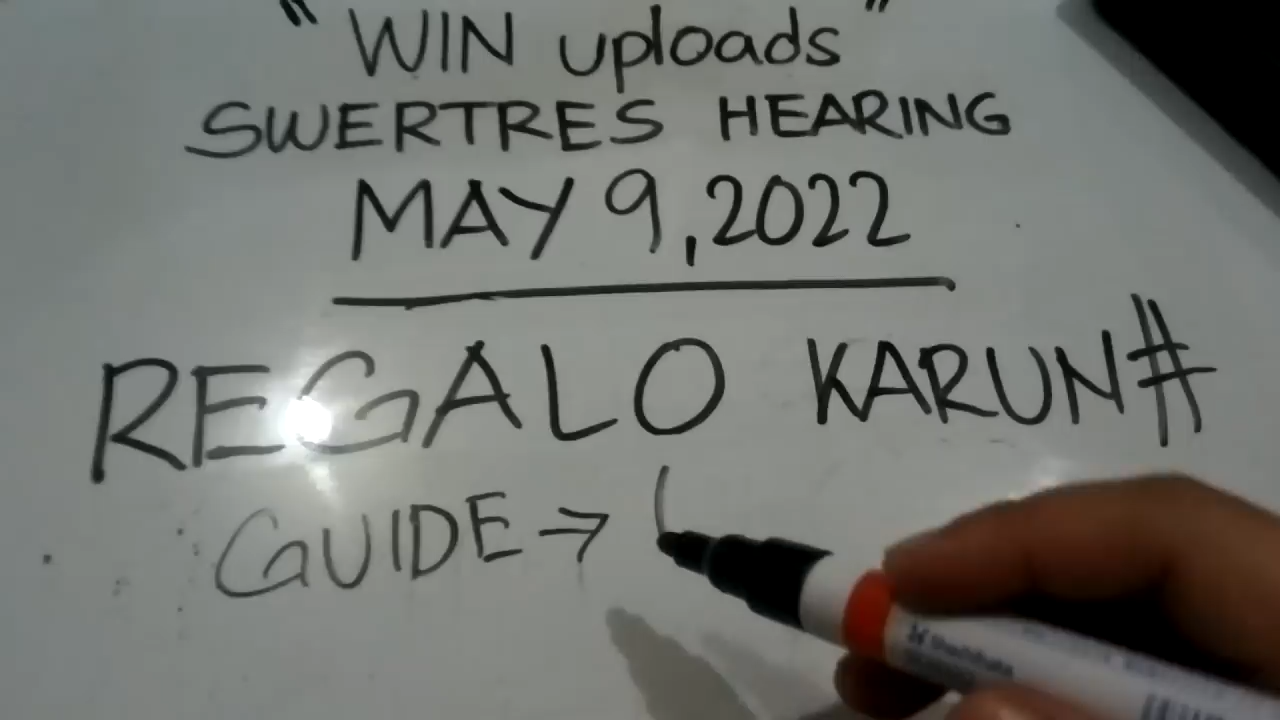 "WIN uploads"
SWERTRES HEARING
MAY 9, 2022
REGALO KARUN#
GUIDE →